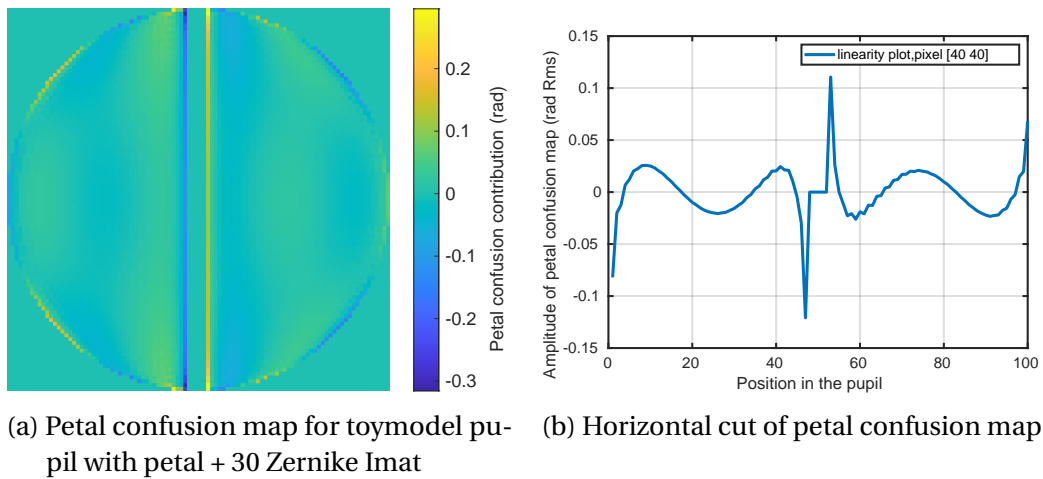 0.2
0.1
0
-0.1
-0.2
-0.3
Petal confusion contribution (rad)
0.15
0.1
0.05
0
-0.05
-0.1
-0.15
Amplitude of petal confusion map (rad Rms)
linearity plot,pixel [40 40]
0 20 40 60 80 100
Position in the pupil
(a) Petal confusion map for toymodel pu-
pil with petal + 30 Zernike Imat
(b) Horizontal cut of petal confusion map